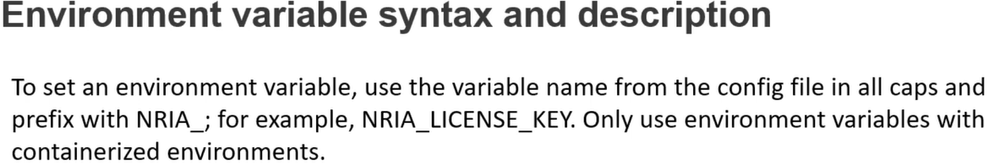 Environment variable syntax and description
To set an environment variable, use the variable name from the config file in all caps and
prefix with NRIA_; for example, NRIA_LICENSE_KEY. Only use environment variables with
containerized environments.